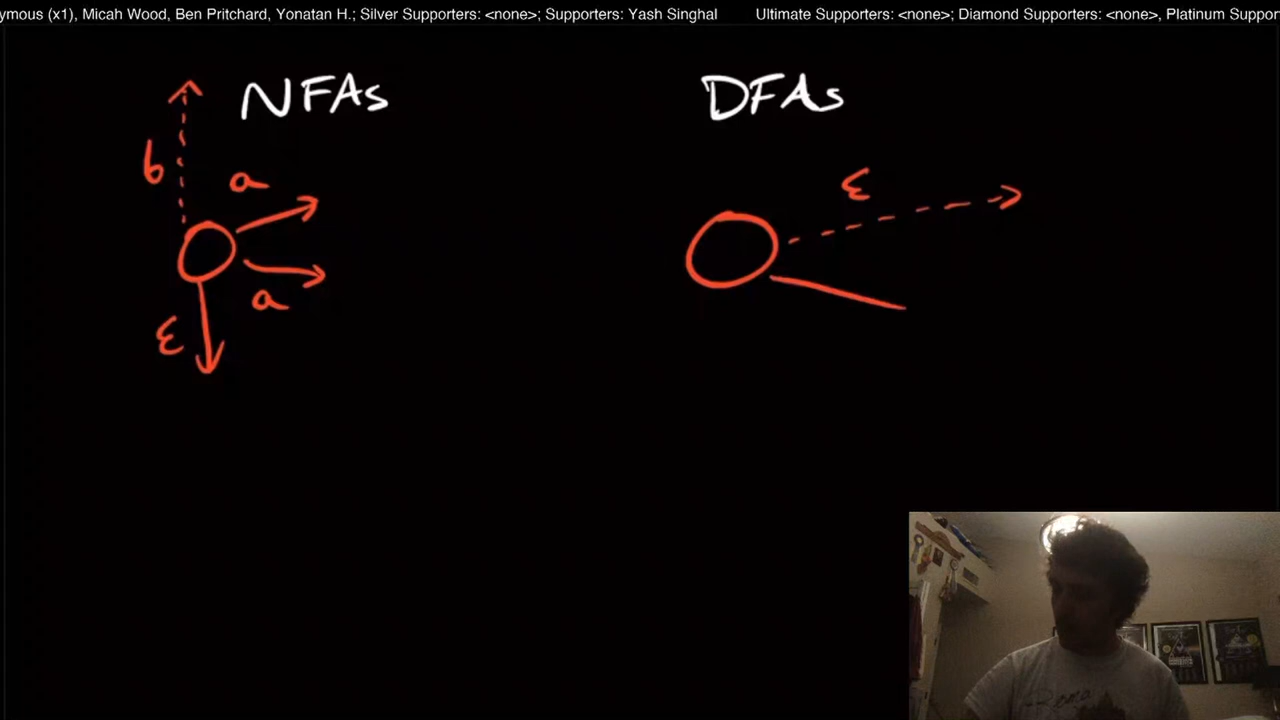 ymous (x1), Micah Wood, Ben Pritchard, Yonatan H.; Silver Supporters: <none>; Supporters: Yash Singhal Ultimate Supporters: <none>; Diamond Supporters: <none>, Platinum Suppor
NFAs
DFAs
b
a
a
ε
ε